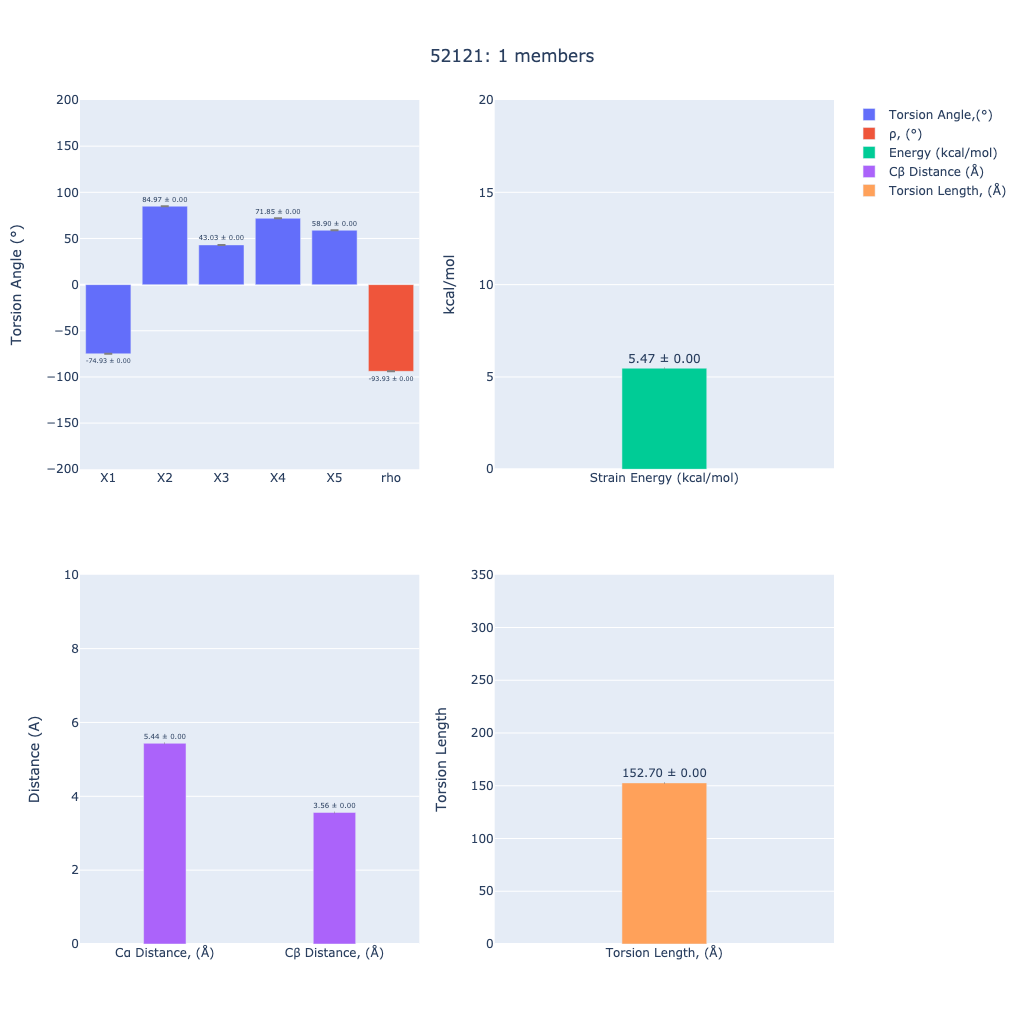 52121: 1 members
Torsion Angle (°)
200
150
100
50
0
−50
−100
−150
−200
-74.93 ± 0.00
84.97 ± 0.00
43.03 ± 0.00
71.85 ± 0.00
58.90 ± 0.00
-93.93 ± 0.00
X1 X2 X3 X4 X5 rho
kcal/mol
20
15
10
5
0
5.47 ± 0.00
Strain Energy (kcal/mol)
Torsion Angle,(°)
ρ, (°)
Energy (kcal/mol)
Cβ Distance (Å)
Torsion Length, (Å)
Distance (A)
10
8
6
4
2
0
5.44 ± 0.00
3.56 ± 0.00
Cα Distance, (Å) Cβ Distance, (Å)
Torsion Length
350
300
250
200
150
100
50
0
152.70 ± 0.00
Torsion Length, (Å)